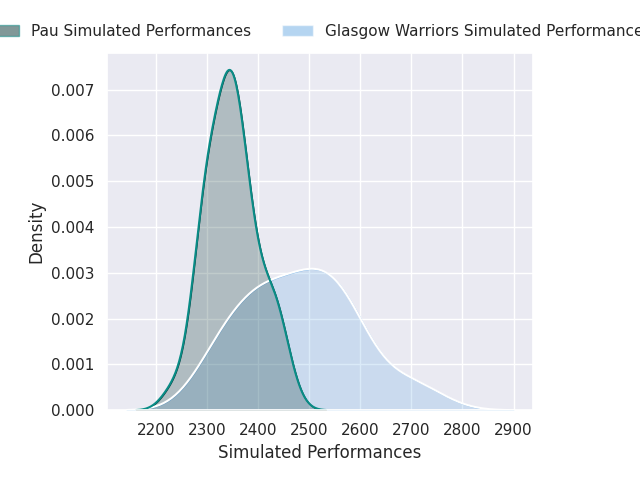 Pau Simulated Performances
Glasgow Warriors Simulated Performance
0.007
0.006
0.005
0.004
0.003
0.002
0.001
0.000
Density
2200 2300 2400 2500 2600 2700 2800 2900
Simulated Performances